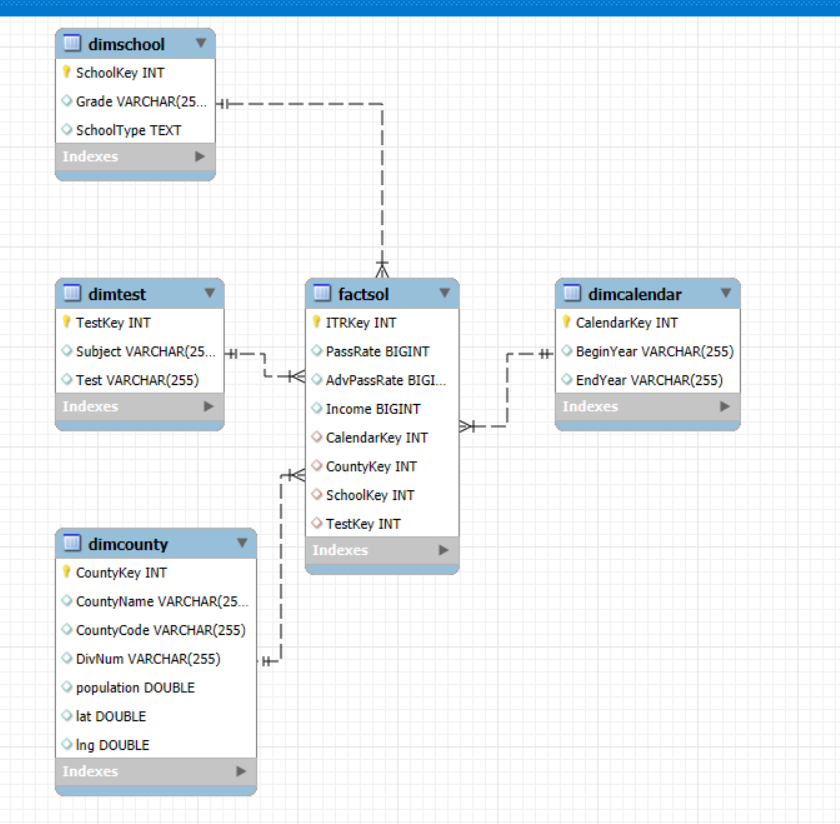 dimschool
SchoolKey INT
Grade VARCHAR(25...
SchoolType TEXT
Indexes
dimtest
TestKey INT
Subject VARCHAR(25...
Test VARCHAR(255)
Indexes
factsol
ITRKey INT
PassRate BIGINT
AdvPassRate BIGI...
Income BIGINT
CalendarKey INT
CountyKey INT
SchoolKey INT
TestKey INT
Indexes
dimcalendar
CalendarKey INT
BeginYear VARCHAR(255)
EndYear VARCHAR(255)
Indexes
dimcounty
CountyKey INT
CountyName VARCHAR(25...
CountyCode VARCHAR(255)
DivNum VARCHAR(255)
population DOUBLE
lat DOUBLE
lng DOUBLE
Indexes